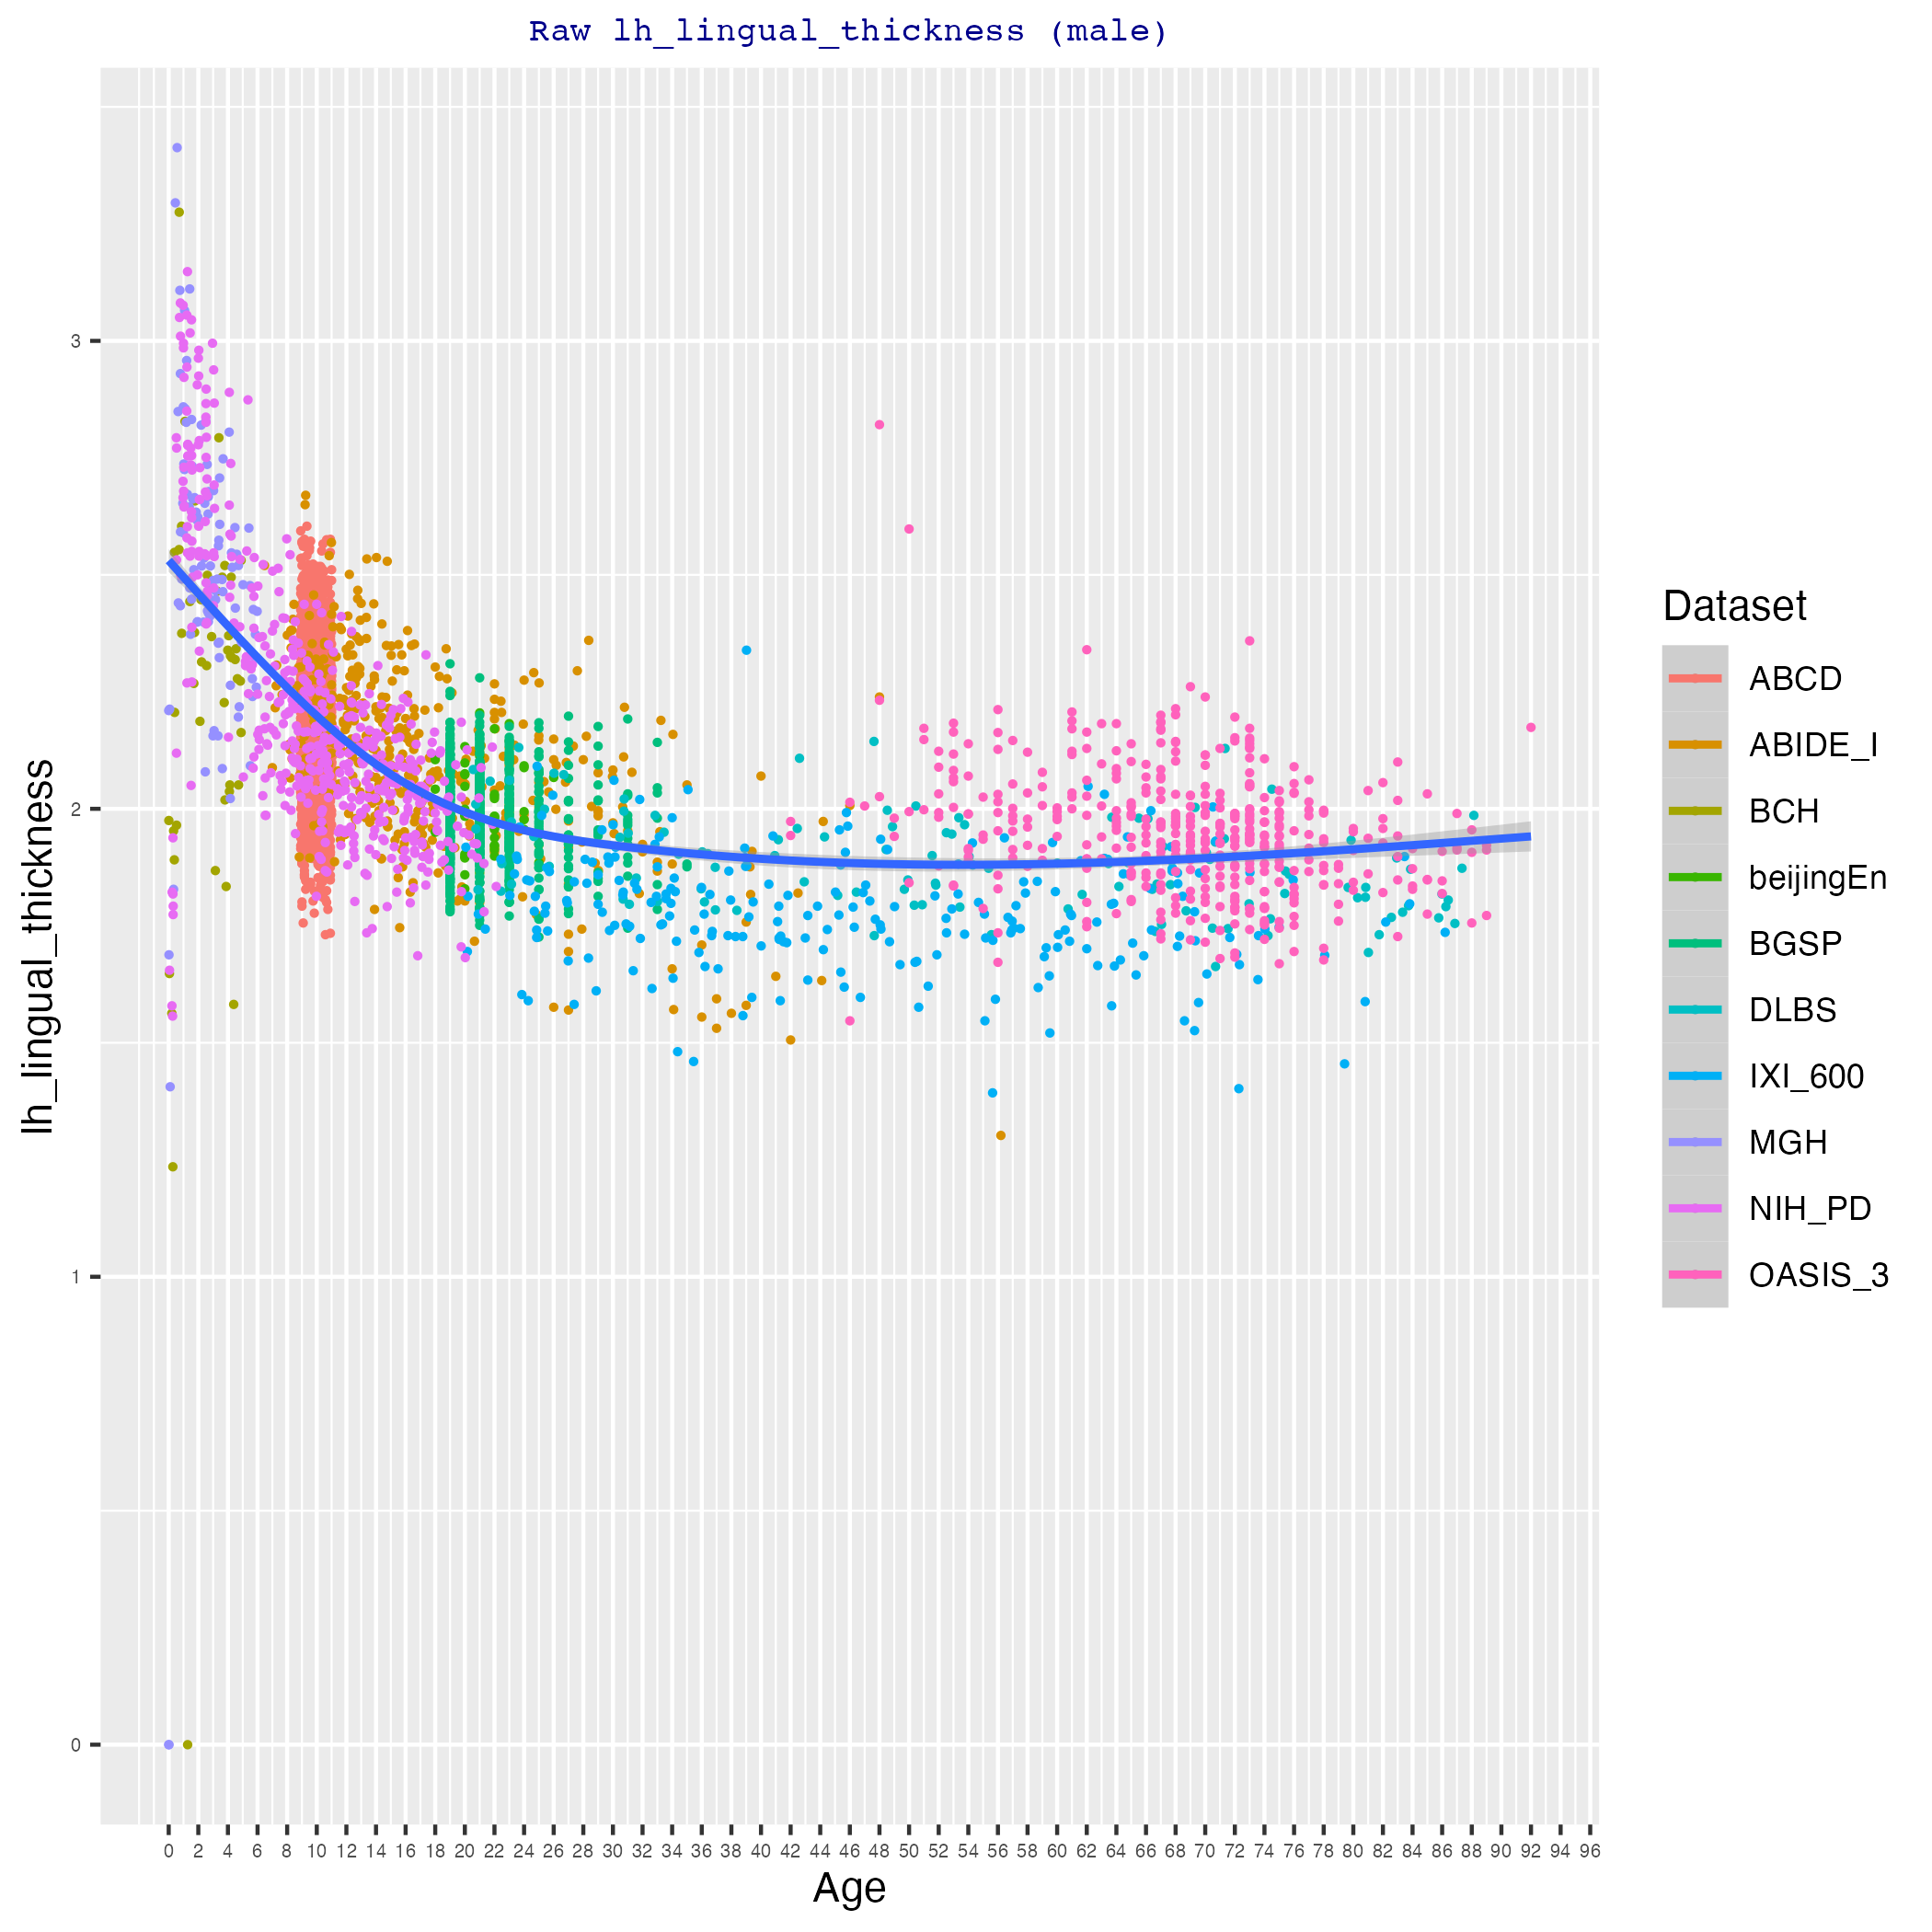 Raw lh_lingual_thickness (male)
lh_lingual_thickness
3
2
1
0
0 2 4 6 8 10 12 14 16 18 20 22 24 26 28 30 32 34 36 38 40 42 44 46 48 50 52 54 56 58 60 62 64 66 68 70 72 74 76 78 80 82 84 86 88 90 92 94 96
Age
Dataset
ABCD
ABIDE_I
BCH
beijingEn
BGSP
DLBS
IXI_600
MGH
NIH_PD
OASIS_3